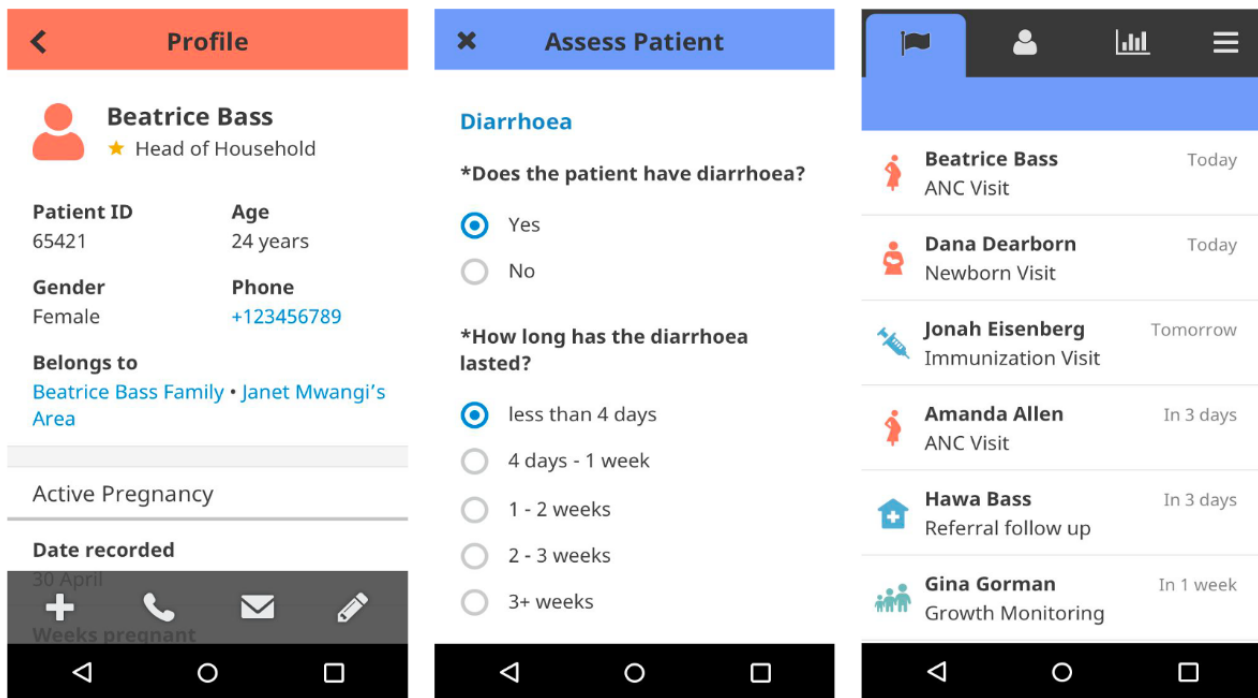 Profile
Beatrice Bass
Head of Household
Patient ID
65421
Age
24 years
Gender
Female
Phone
+123456789
Belongs to
Beatrice Bass Family • Janet Mwangi's
Area
Active Pregnancy
Date recorded
30 April
Weeks pregnant
Assess Patient
Diarrhoea
*Does the patient have diarrhoea?
Yes
No
*How long has the diarrhoea
lasted?
less than 4 days
4 days - 1 week
1 - 2 weeks
2 - 3 weeks
3+ weeks
Beatrice Bass
Today
ANC Visit
Dana Dearborn
Today
Newborn Visit
Jonah Eisenberg
Tomorrow
Immunization Visit
Amanda Allen
In 3 days
ANC Visit
Hawa Bass
In 3 days
Referral follow up
Gina Gorman
In 1 week
Growth Monitoring